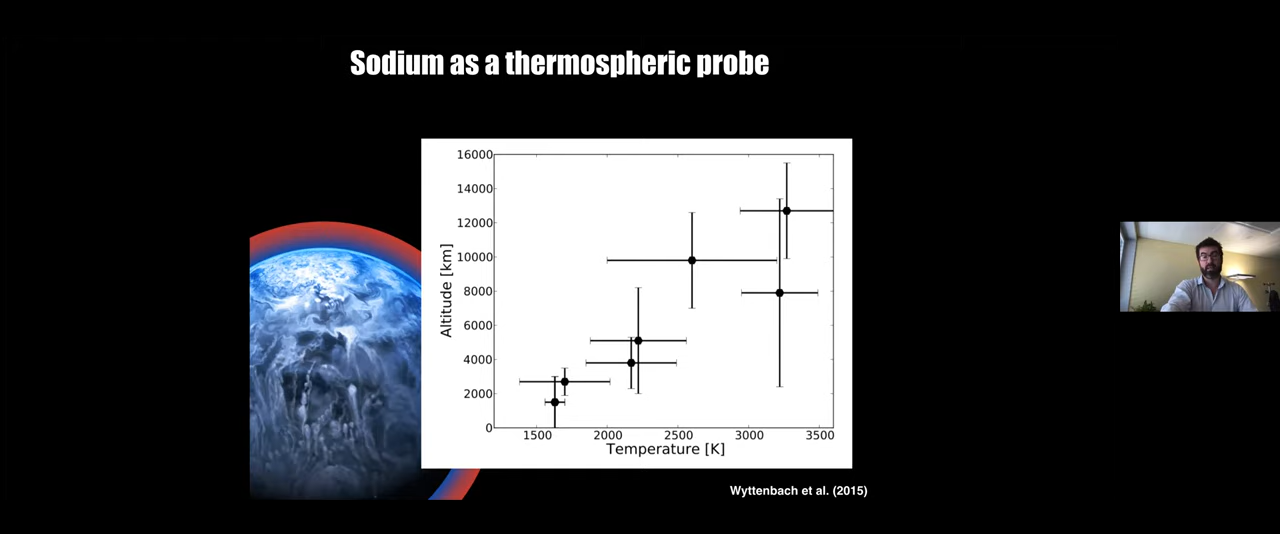 Sodium as a thermospheric probe
16000
14000
12000
10000
8000
6000
4000
2000
0
Altitude [km]
1500 2000 2500 3000 3500
Temperature [K]
Wyttenbach et al. (2015)